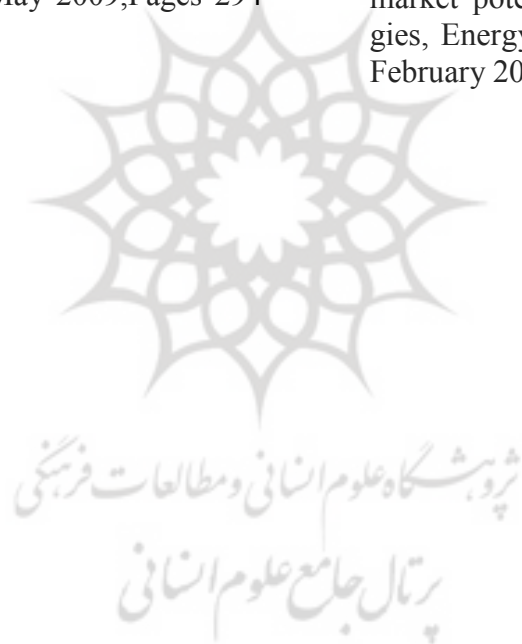 May 2009,Pages 294
market pote
gies, Energy
February 20
پژوهشگاه علوم انسانی و مطالعات فرهنگی
پرتال جامع علوم انسانی